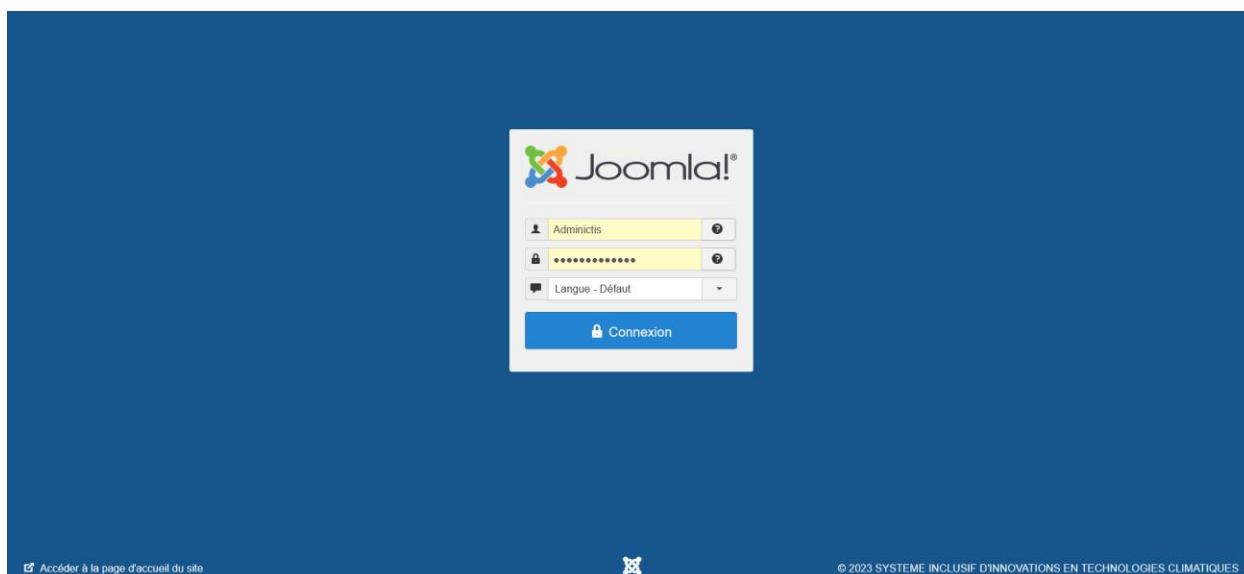 Joomla!®
Adminictis
•••••••••••••
Langue - Défaut
Connexion
Accéder à la page d'accueil du site
© 2023 SYSTEME INCLUSIF D'INNOVATIONS EN TECHNOLOGIES CLIMATIQUES